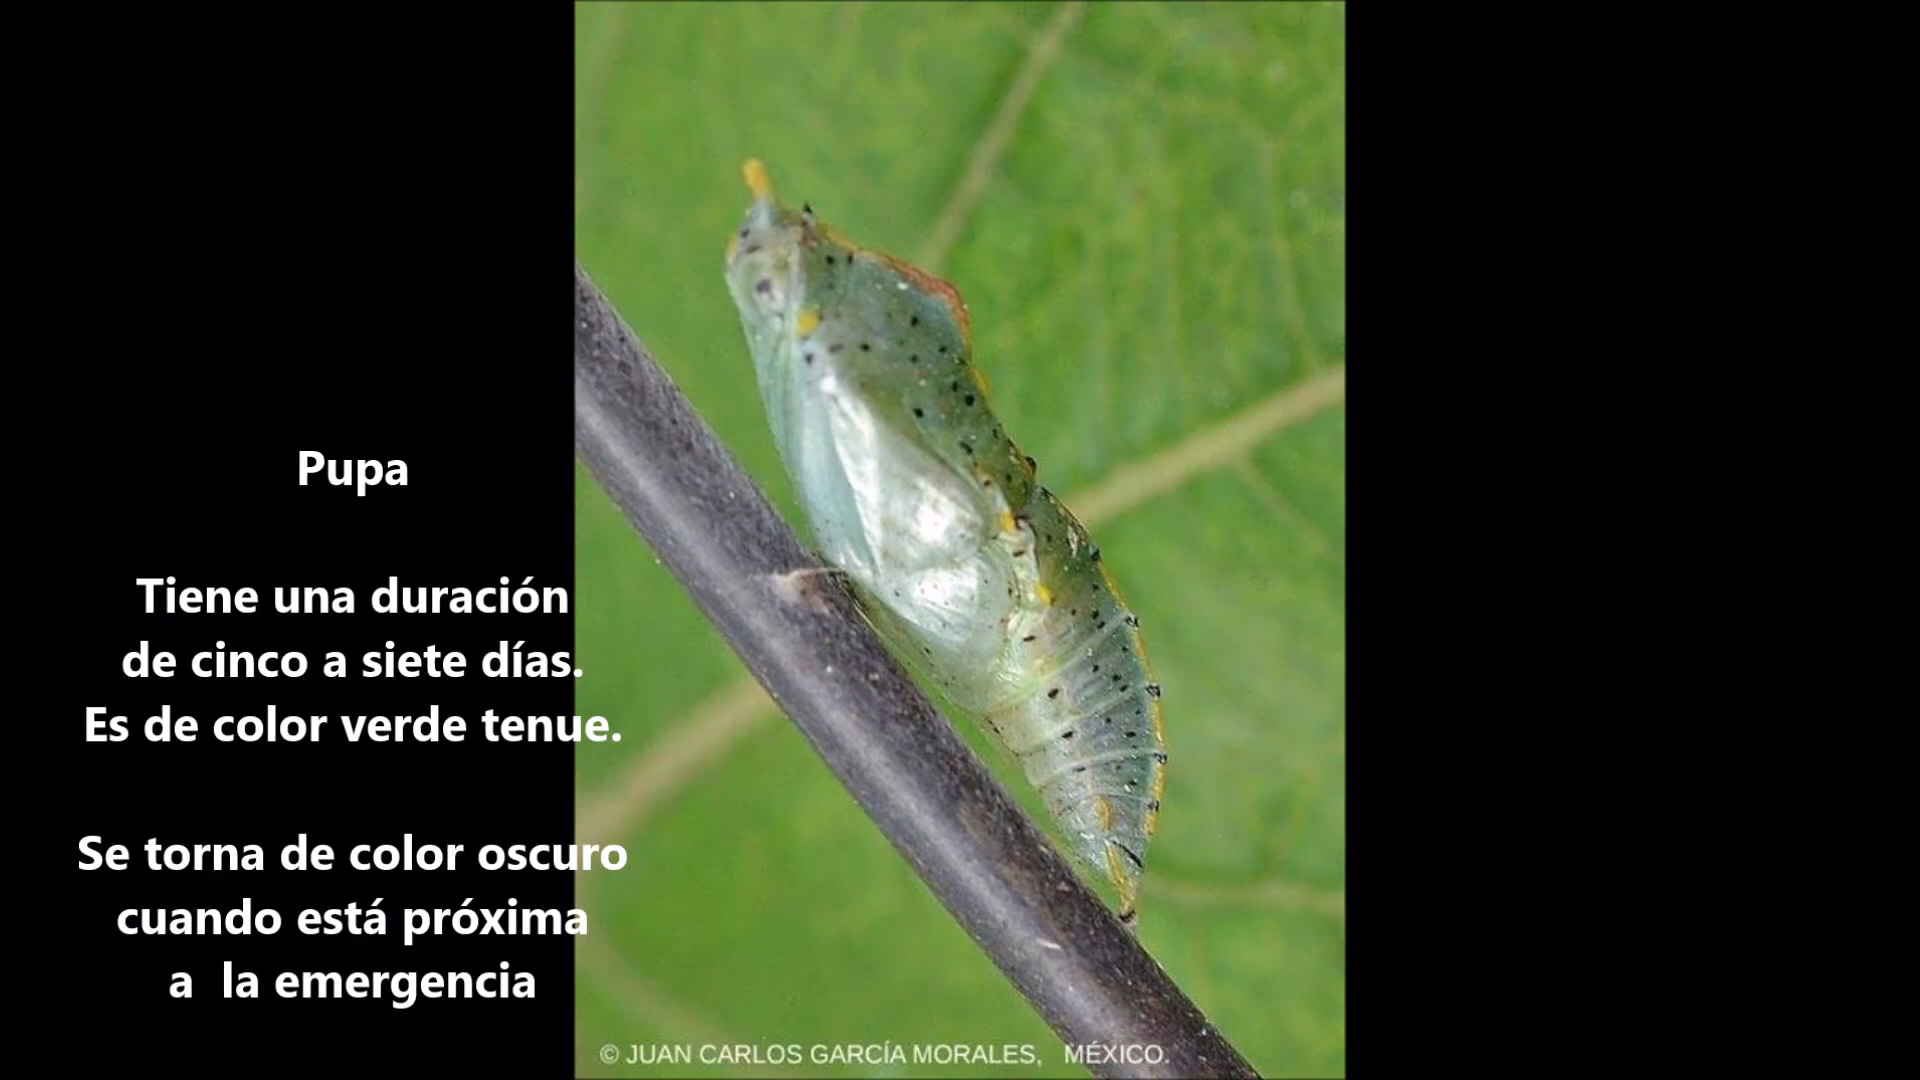 Pupa
Tiene una duración
de cinco a siete días.
Es de color verde tenue.
Se torna de color oscuro
cuando está próxima
a la emergencia
© JUAN CARLOS GARCÍA MORALES, MÉXICO.